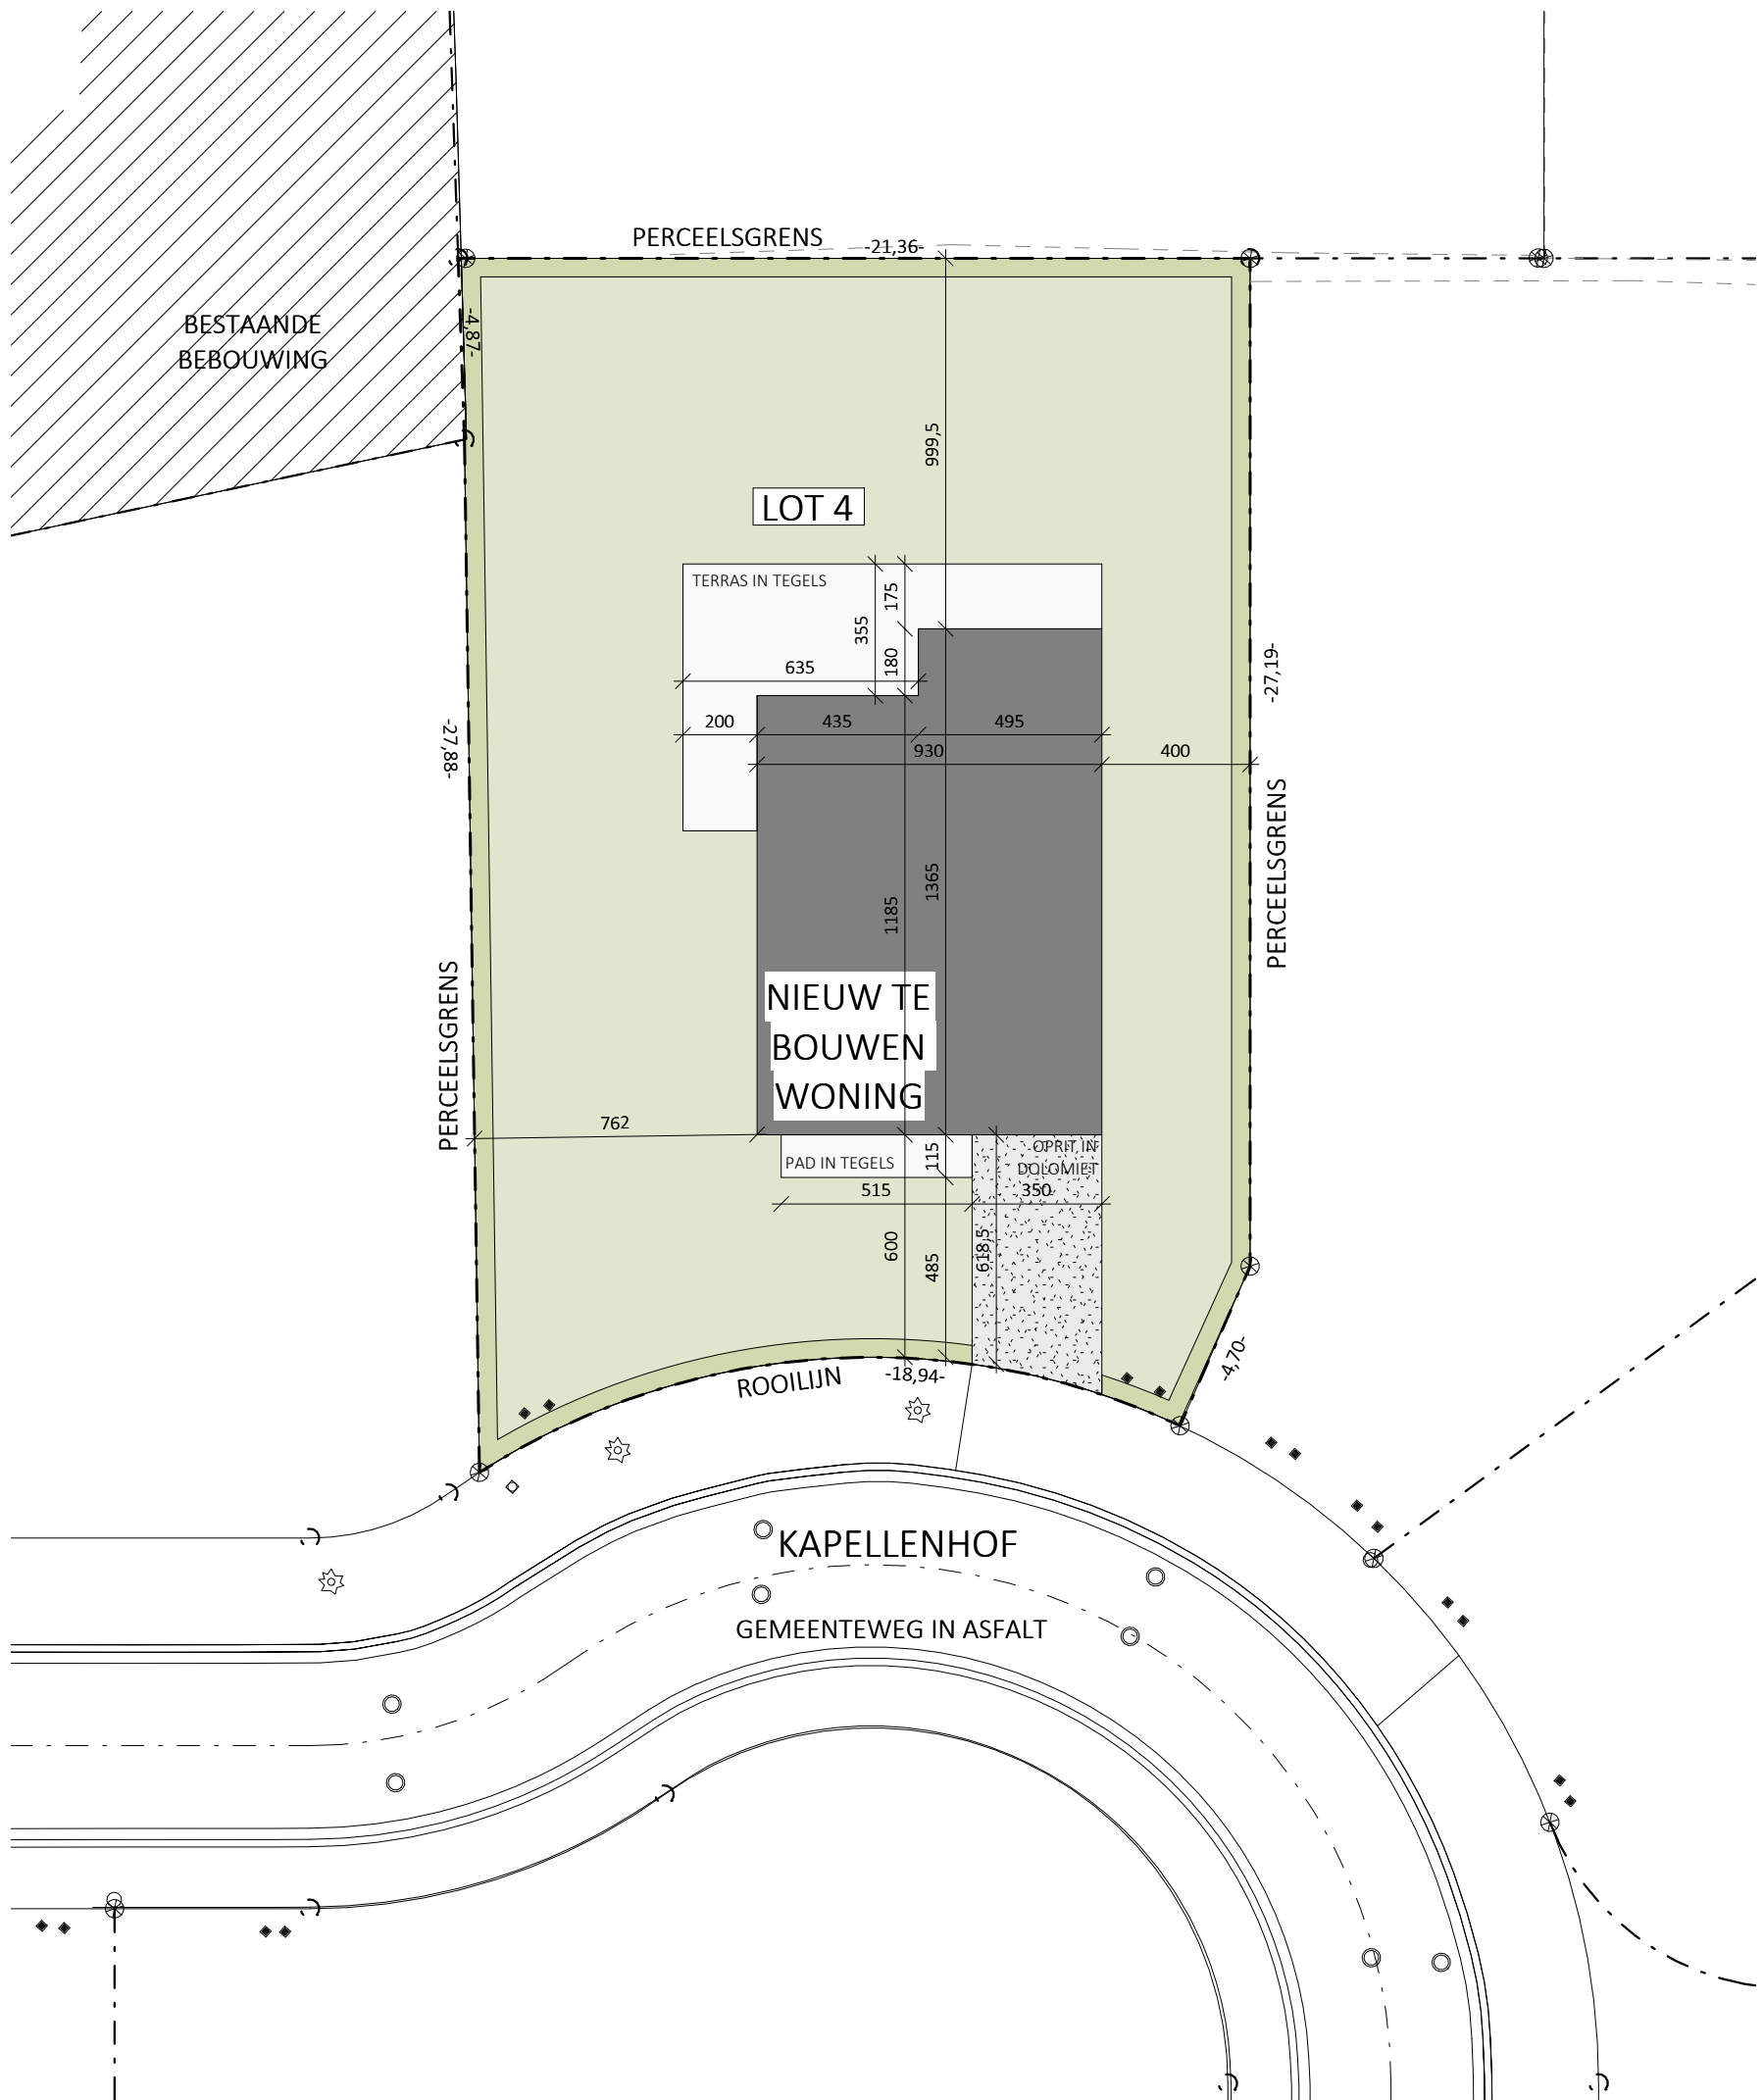 PERCEELSGRENS
-21,36-
BESTAANDE
BEBOUWING
-4,87-
999,5
LOT 4
TERRAS IN TEGELS
175
355
180
635
-27,19-
200
435
495
930
400
-27,88-
PERCEELSGRENS
1365
1185
PERCEELSGRENS
NIEUW TE
BOUWEN
WONING
762
OPRIT IN
DOLOMIET
PAD IN TEGELS
115
515
350
600
485
618,5
-4,70-
ROOILIJN
-18,94-
KAPELLENHOF
GEMEENTEWEG IN ASFALT